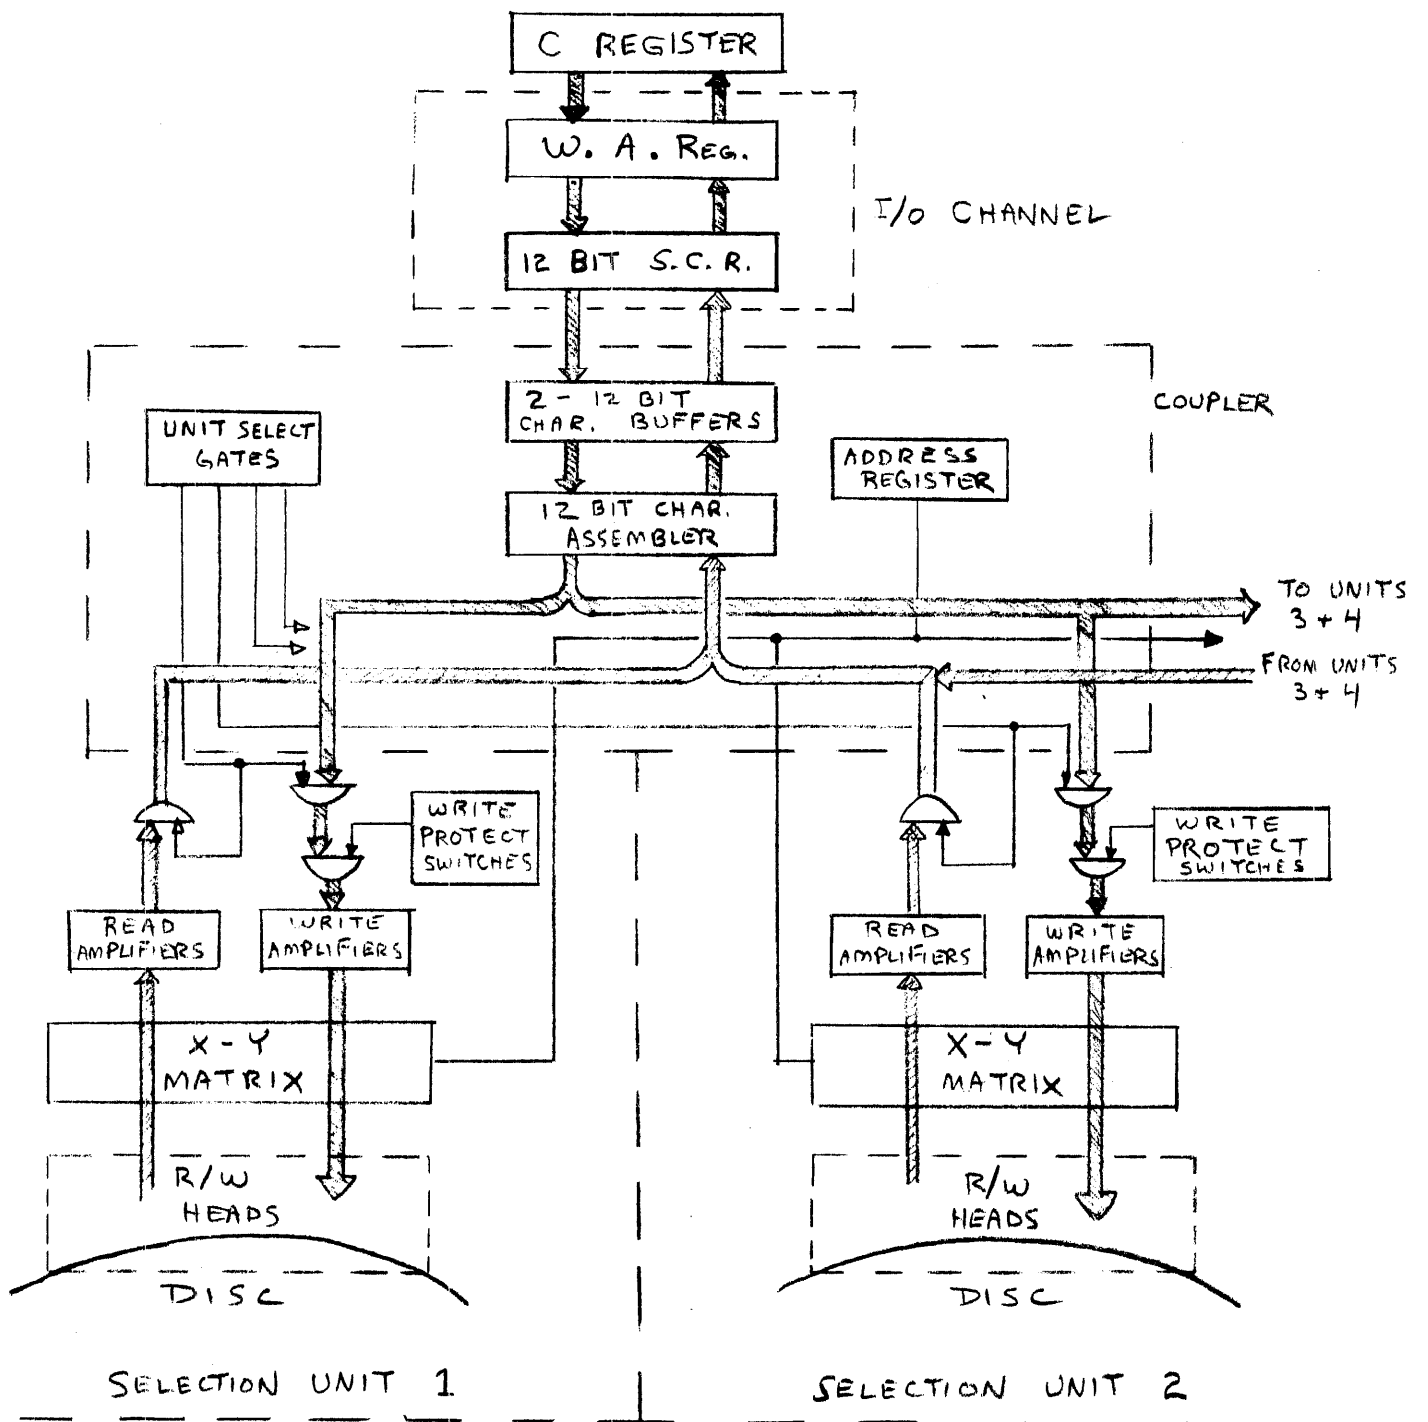 C REGISTER
W. A. REG.
I/O CHANNEL
12 BIT S.C.R.
2 - 12 BIT
CHAR. BUFFERS
COUPLER
UNIT SELECT
GATES
ADDRESS
REGISTER
12 BIT CHAR.
ASSEMBLER
TO UNITS
3 + 4
FROM UNITS
3 + 4
WRITE
PROTECT
SWITCHES
WRITE
PROTECT
SWITCHES
READ
AMPLIFIERS
WRITE
AMPLIFIERS
READ
AMPLIFIERS
WRITE
AMPLIFIERS
X - Y
MATRIX
X - Y
MATRIX
R/W
HEADS
R/W
HEADS
DISC
DISC
SELECTION UNIT 1
SELECTION UNIT 2